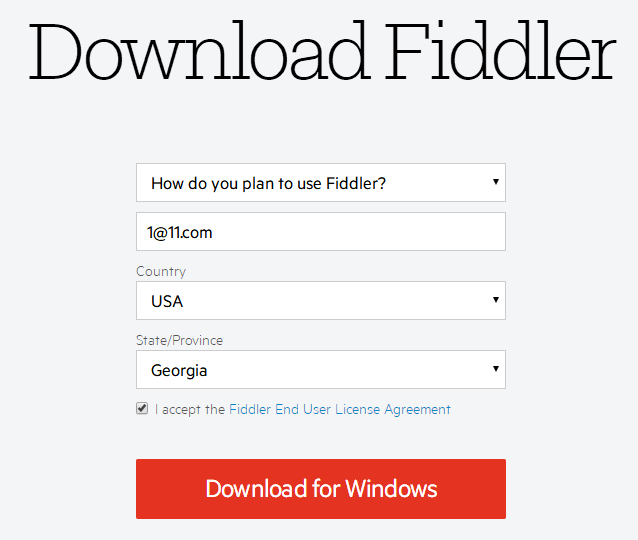 Download Fiddler
How do you plan to use Fiddler?
1@11.com
Country
USA
State/Province
Georgia
I accept the Fiddler End User License Agreement
Download for Windows